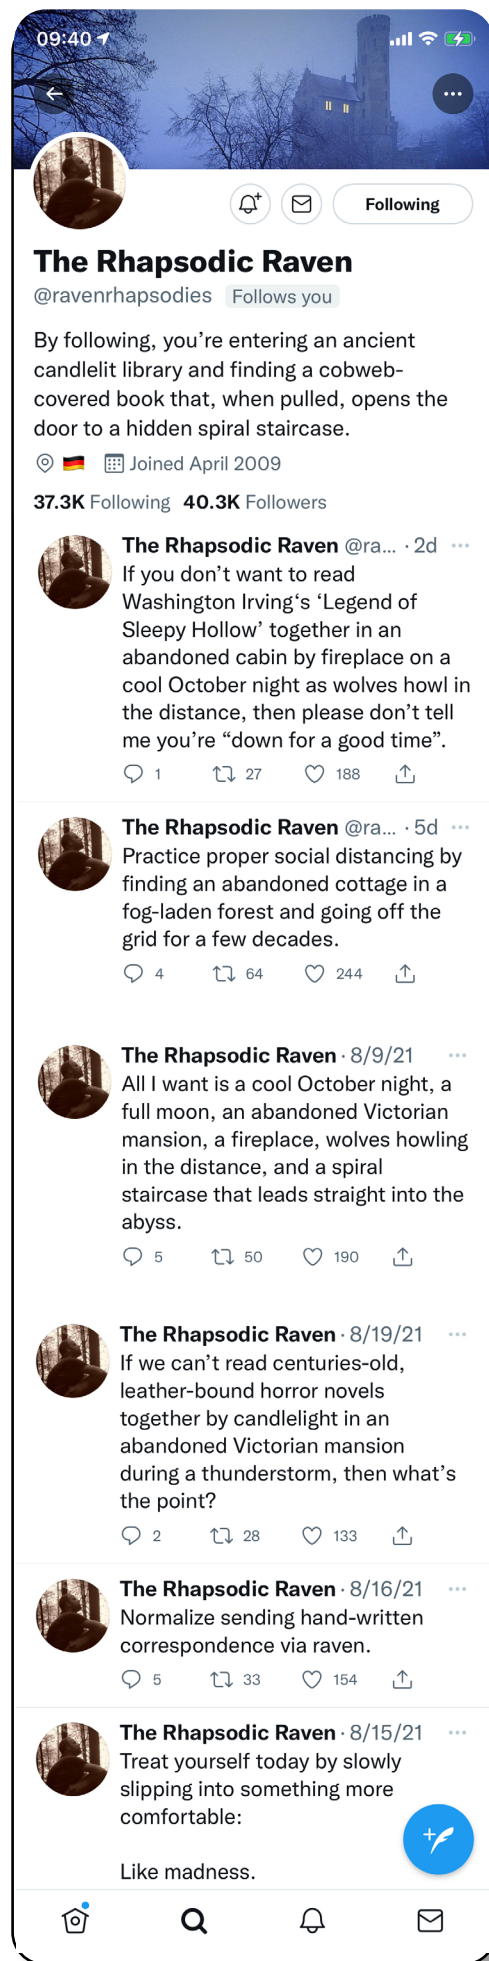 09:40
Following
The Rhapsodic Raven
@ravenrhapsodies Follows you
By following, you’re entering an ancient
candlelit library and finding a cobweb-
covered book that, when pulled, opens the
door to a hidden spiral staircase.
Joined April 2009
37.3K Following 40.3K Followers
The Rhapsodic Raven @ra... · 2d
If you don’t want to read
Washington Irving‘s ‘Legend of
Sleepy Hollow’ together in an
abandoned cabin by fireplace on a
cool October night as wolves howl in
the distance, then please don’t tell
me you’re “down for a good time”.
1 27 188
The Rhapsodic Raven @ra... · 5d
Practice proper social distancing by
finding an abandoned cottage in a
fog-laden forest and going off the
grid for a few decades.
4 64 244
The Rhapsodic Raven · 8/9/21
All I want is a cool October night, a
full moon, an abandoned Victorian
mansion, a fireplace, wolves howling
in the distance, and a spiral
staircase that leads straight into the
abyss.
5 50 190
The Rhapsodic Raven · 8/19/21
If we can’t read centuries-old,
leather-bound horror novels
together by candlelight in an
abandoned Victorian mansion
during a thunderstorm, then what’s
the point?
2 28 133
The Rhapsodic Raven · 8/16/21
Normalize sending hand-written
correspondence via raven.
5 33 154
The Rhapsodic Raven · 8/15/21
Treat yourself today by slowly
slipping into something more
comfortable:
Like madness.